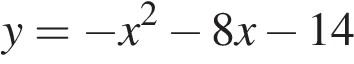 y = −x² − 8x − 14